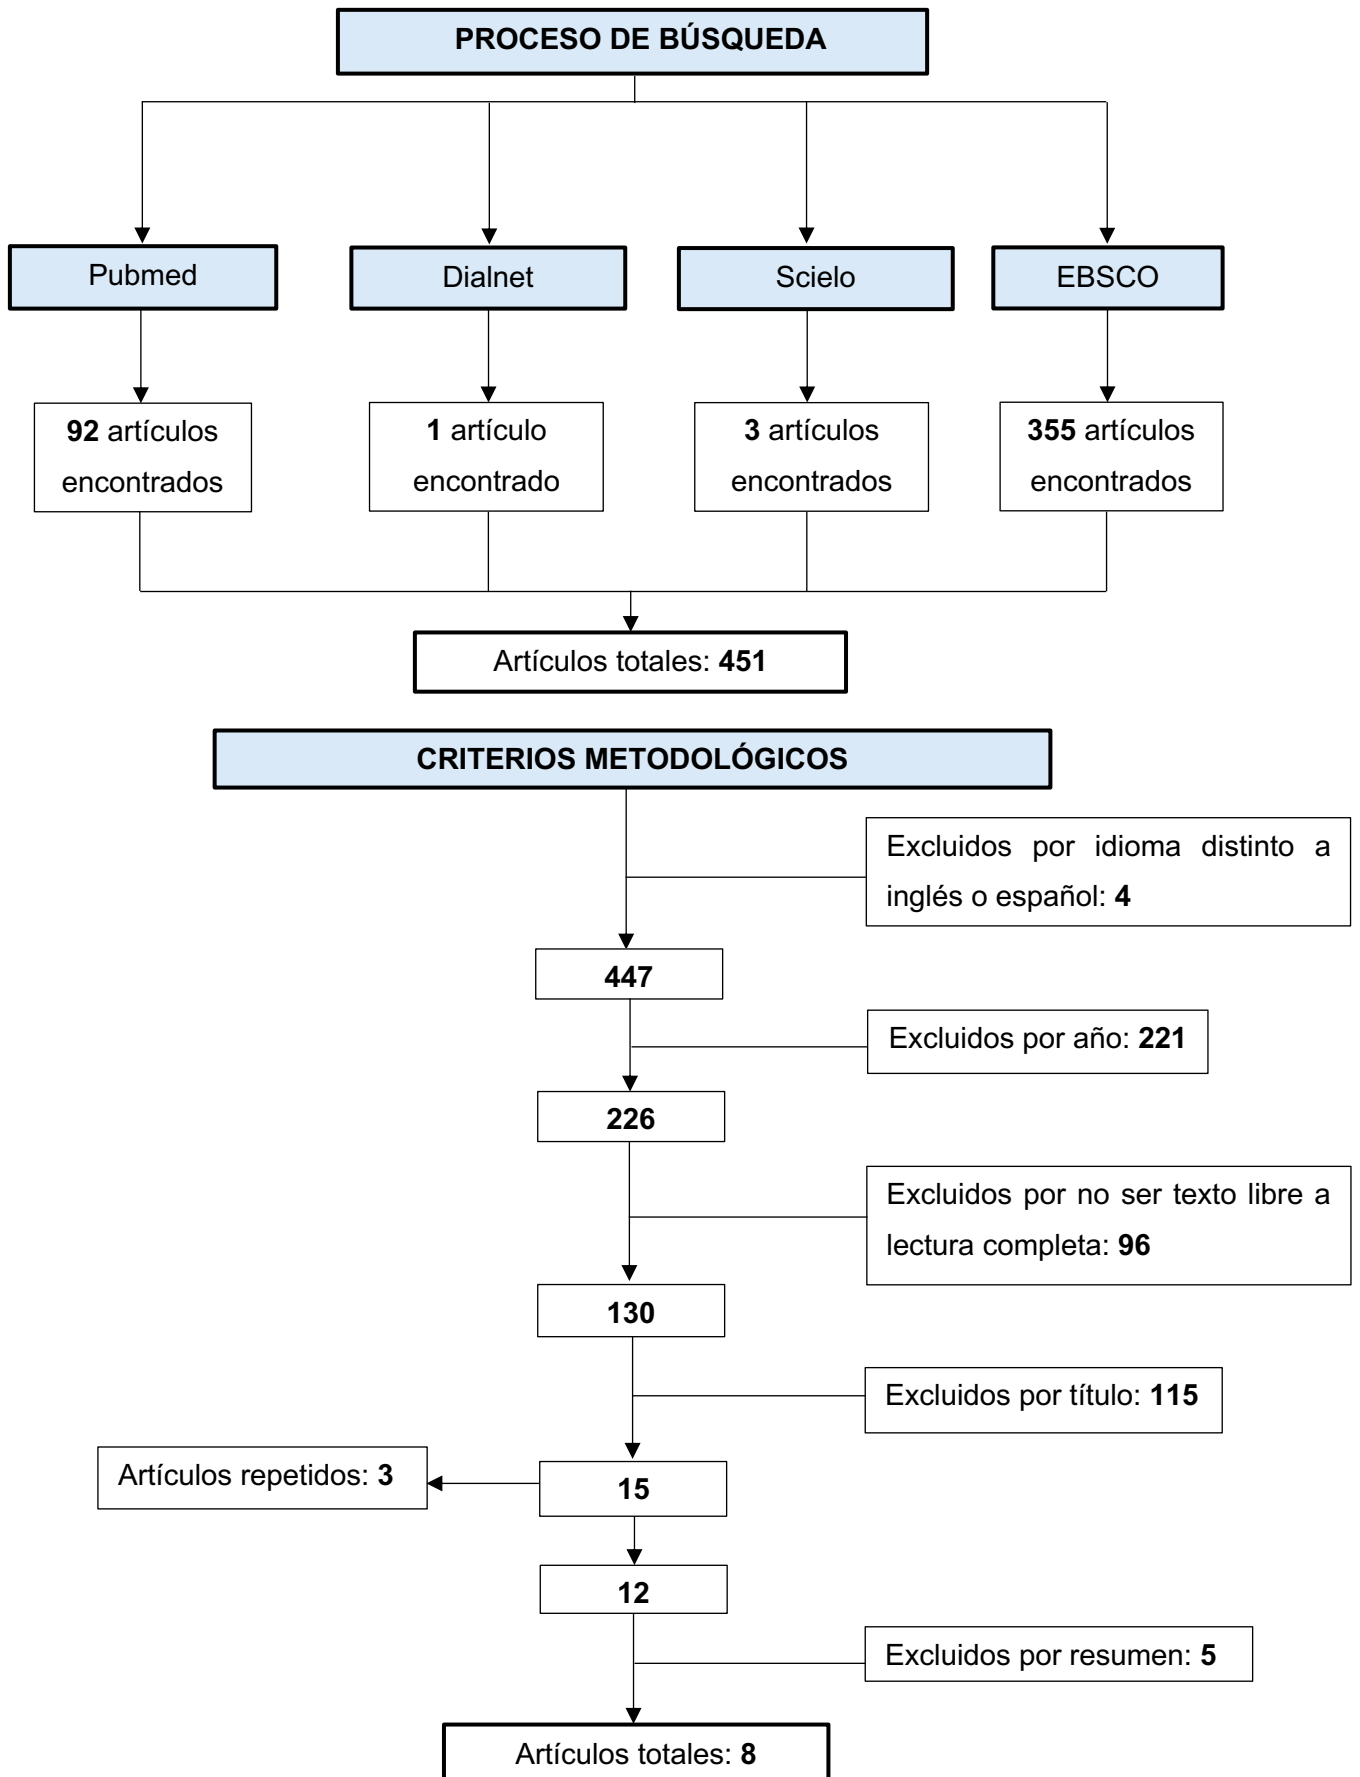 PROCESO DE BÚSQUEDA
Pubmed
Dialnet
Scielo
EBSCO
92 artículos
encontrados
1 artículo
encontrado
3 artículos
encontrados
355 artículos
encontrados
Artículos totales: 451
CRITERIOS METODOLÓGICOS
Excluidos por idioma distinto a
inglés o español: 4
447
Excluidos por año: 221
226
Excluidos por no ser texto libre a
lectura completa: 96
130
Excluidos por título: 115
Artículos repetidos: 3
15
12
Excluidos por resumen: 5
Artículos totales: 8